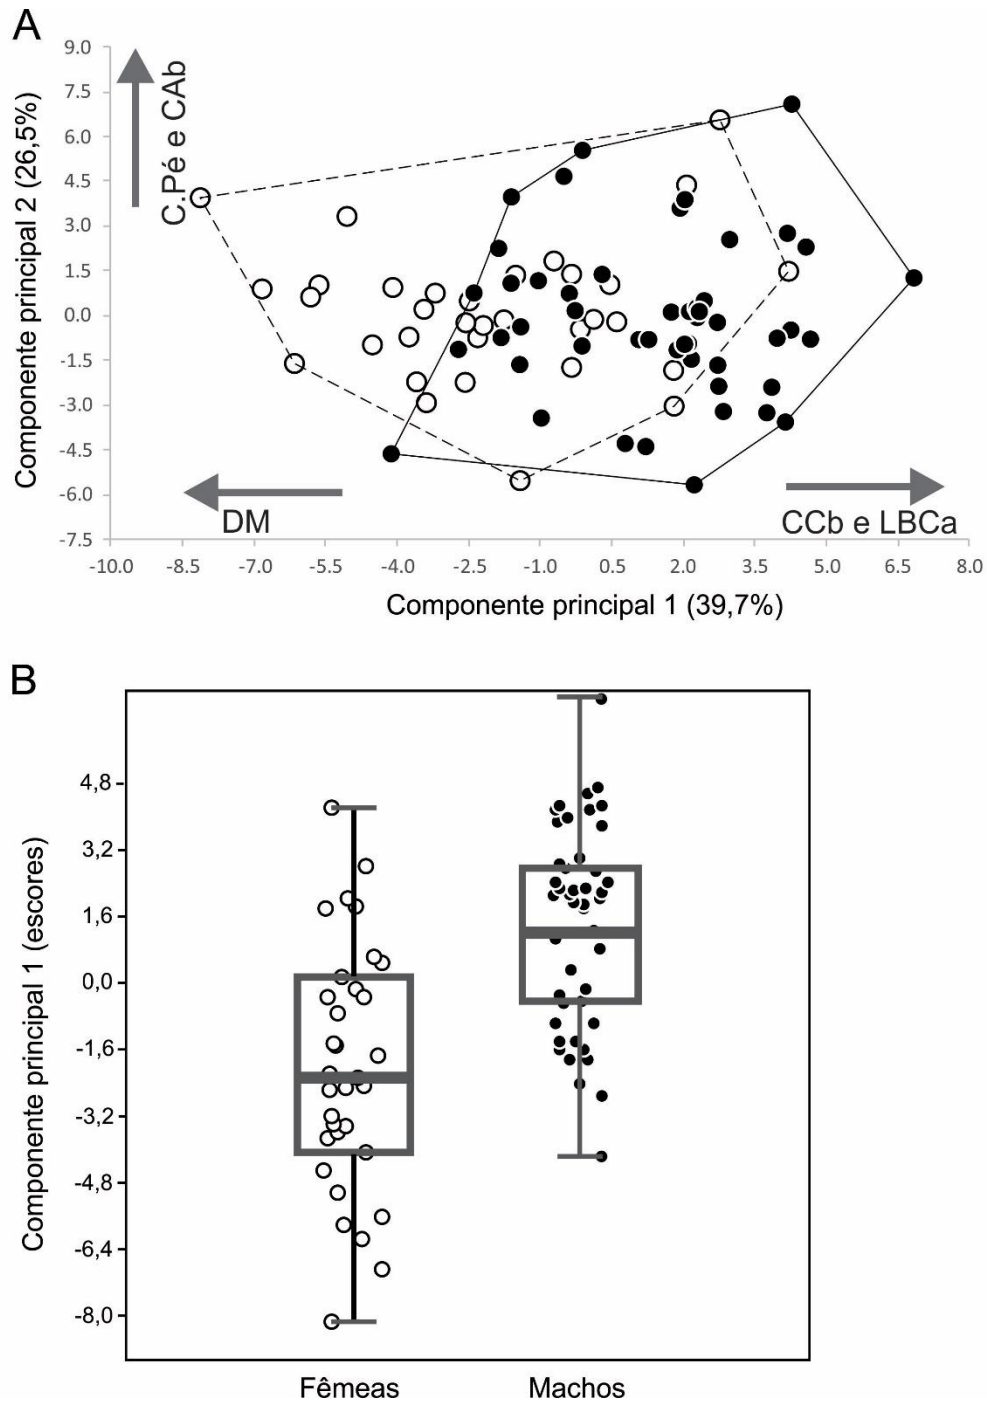 A
9.0
7.5
6.0
4.5
3.0
1.5
0.0
-1.5
-3.0
-4.5
-6.0
-7.5
Componente principal 2 (26,5%)
C.Pé e CAb
DM
CCb e LBCa
-10.0 -8.5 -7.0 -5.5 -4.0 -2.5 -1.0 0.5 2.0 3.5 5.0 6.5 8.0
Componente principal 1 (39,7%)
B
4,8
3,2
1,6
0,0
-1,6
-3,2
-4,8
-6,4
-8,0
Componente principal 1 (escores)
Fêmeas Machos